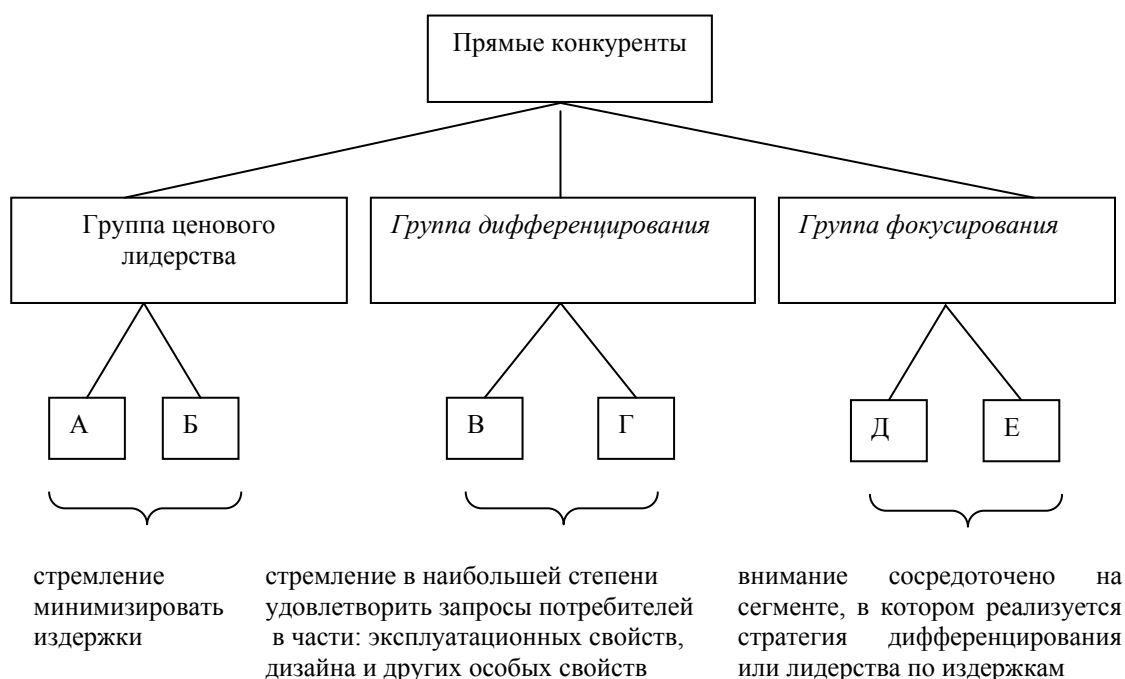 Прямые конкуренты
Группа ценового
лидерства
Группа дифференцирования
Группа фокусирования
А
Б
В
Г
Д
Е
стремление
минимизировать
издержки
стремление в наибольшей степени
удовлетворить запросы потребителей
в части: эксплуатационных свойств,
дизайна и других особых свойств
внимание сосредоточено на
сегменте, в котором реализуется
стратегия дифференцирования
или лидерства по издержкам